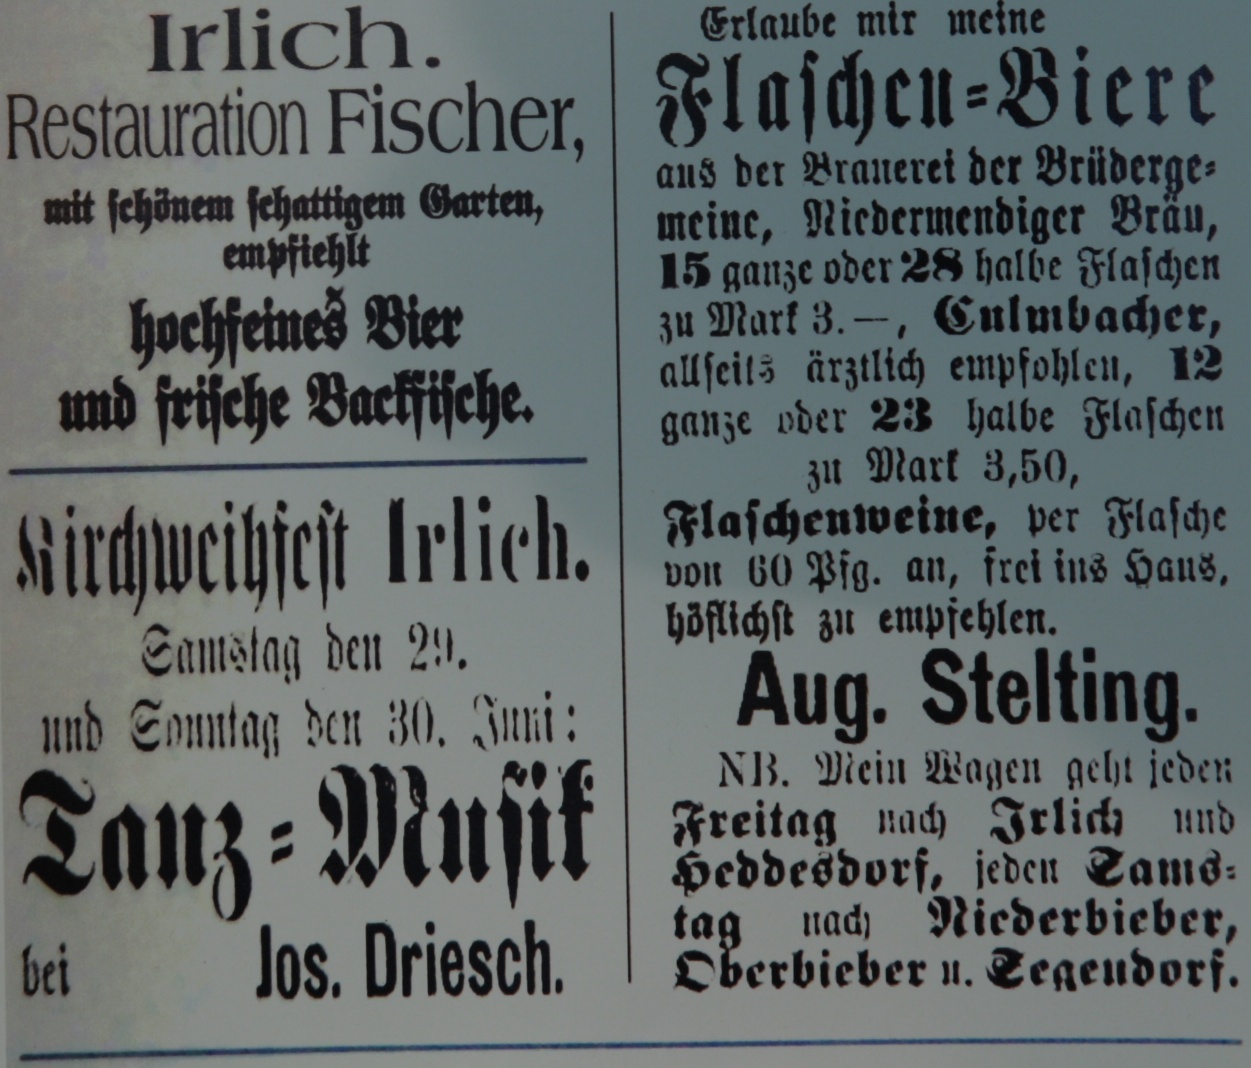 Irlich.
Restauration Fischer,
mit schönem schattigem Garten,
empfiehlt
hochfeines Bier
und frische Backfische.
Kirchweihfest Irlich.
Samstag den 29.
und Sonntag den 30. Juni:
Tanz-Musik
bei Jos. Driesch.
Erlaube mir meine
Flaschen-Biere
aus der Brauerei der Brüderge-
meine, Niedermendiger Bräu,
15 ganze oder 28 halbe Flaschen
zu Mark 3.—, Culmbacher,
allseits ärztlich empfohlen, 12
ganze oder 23 halbe Flaschen
zu Mark 3,50,
Flaschenweine, per Flasche
von 60 Pfg. an, frei ins Haus,
höflichst zu empfehlen.
Aug. Stelting.
NB. Mein Wagen geht jeden
Freitag nach Irlich und
Heddesdorf, jeden Sams-
tag nach Niederbieber,
Oberbieber u. Segendorf.